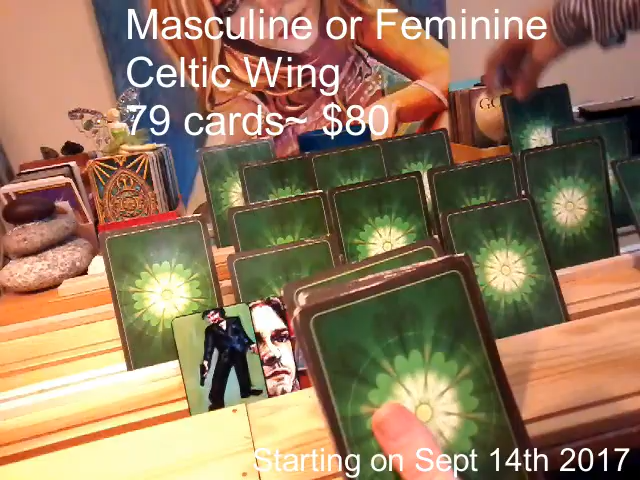 Masculine or Feminine
Celtic Wing
79 cards~ $80
Starting on Sept 14th 2017